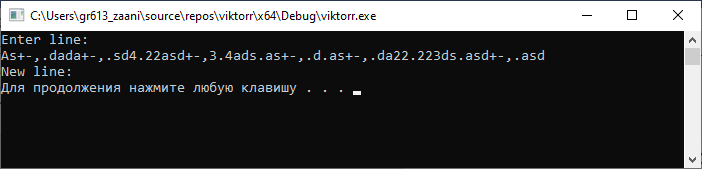 C:\Users\gr613_zaani\source\repos\viktorr\x64\Debug\viktorr.exe
Enter line:
As+-,.dada+-,.sd4.22asd+-,3.4ads.as+-,.d.as+-,.da22.223ds.asd+-,.asd
New line:
Для продолжения нажмите любую клавишу . . .